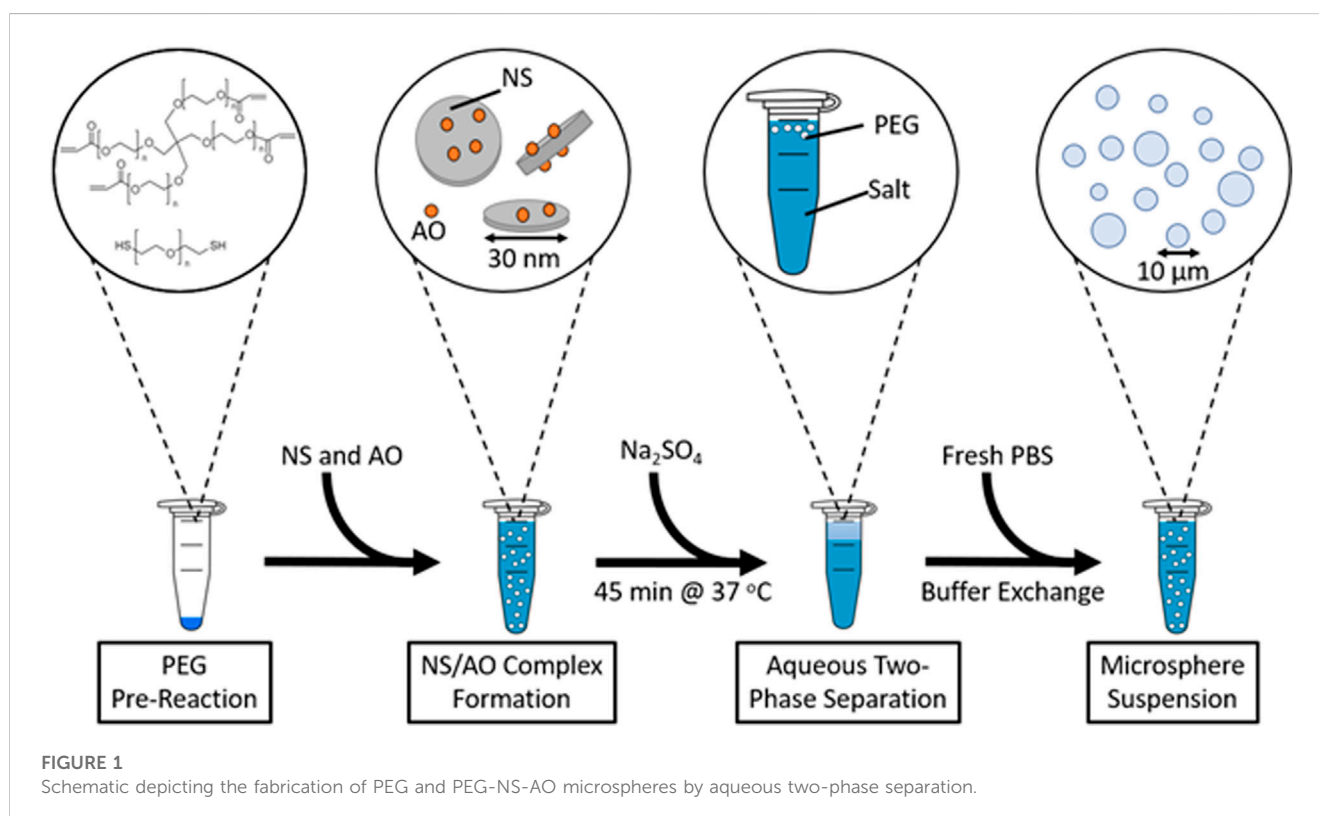 NS
AO
30 nm
PEG
Salt
10 µm
O
O
n
O
O
O
n
O
O
O
n
O
O
O
O
n
O
HS
O
n
SH
NS and AO
Na₂SO₄
45 min @ 37 °C
Fresh PBS
Buffer Exchange
PEG
Pre-Reaction
NS/AO Complex
Formation
Aqueous Two-
Phase Separation
Microsphere
Suspension
FIGURE 1
Schematic depicting the fabrication of PEG and PEG-NS-AO microspheres by aqueous two-phase separation.